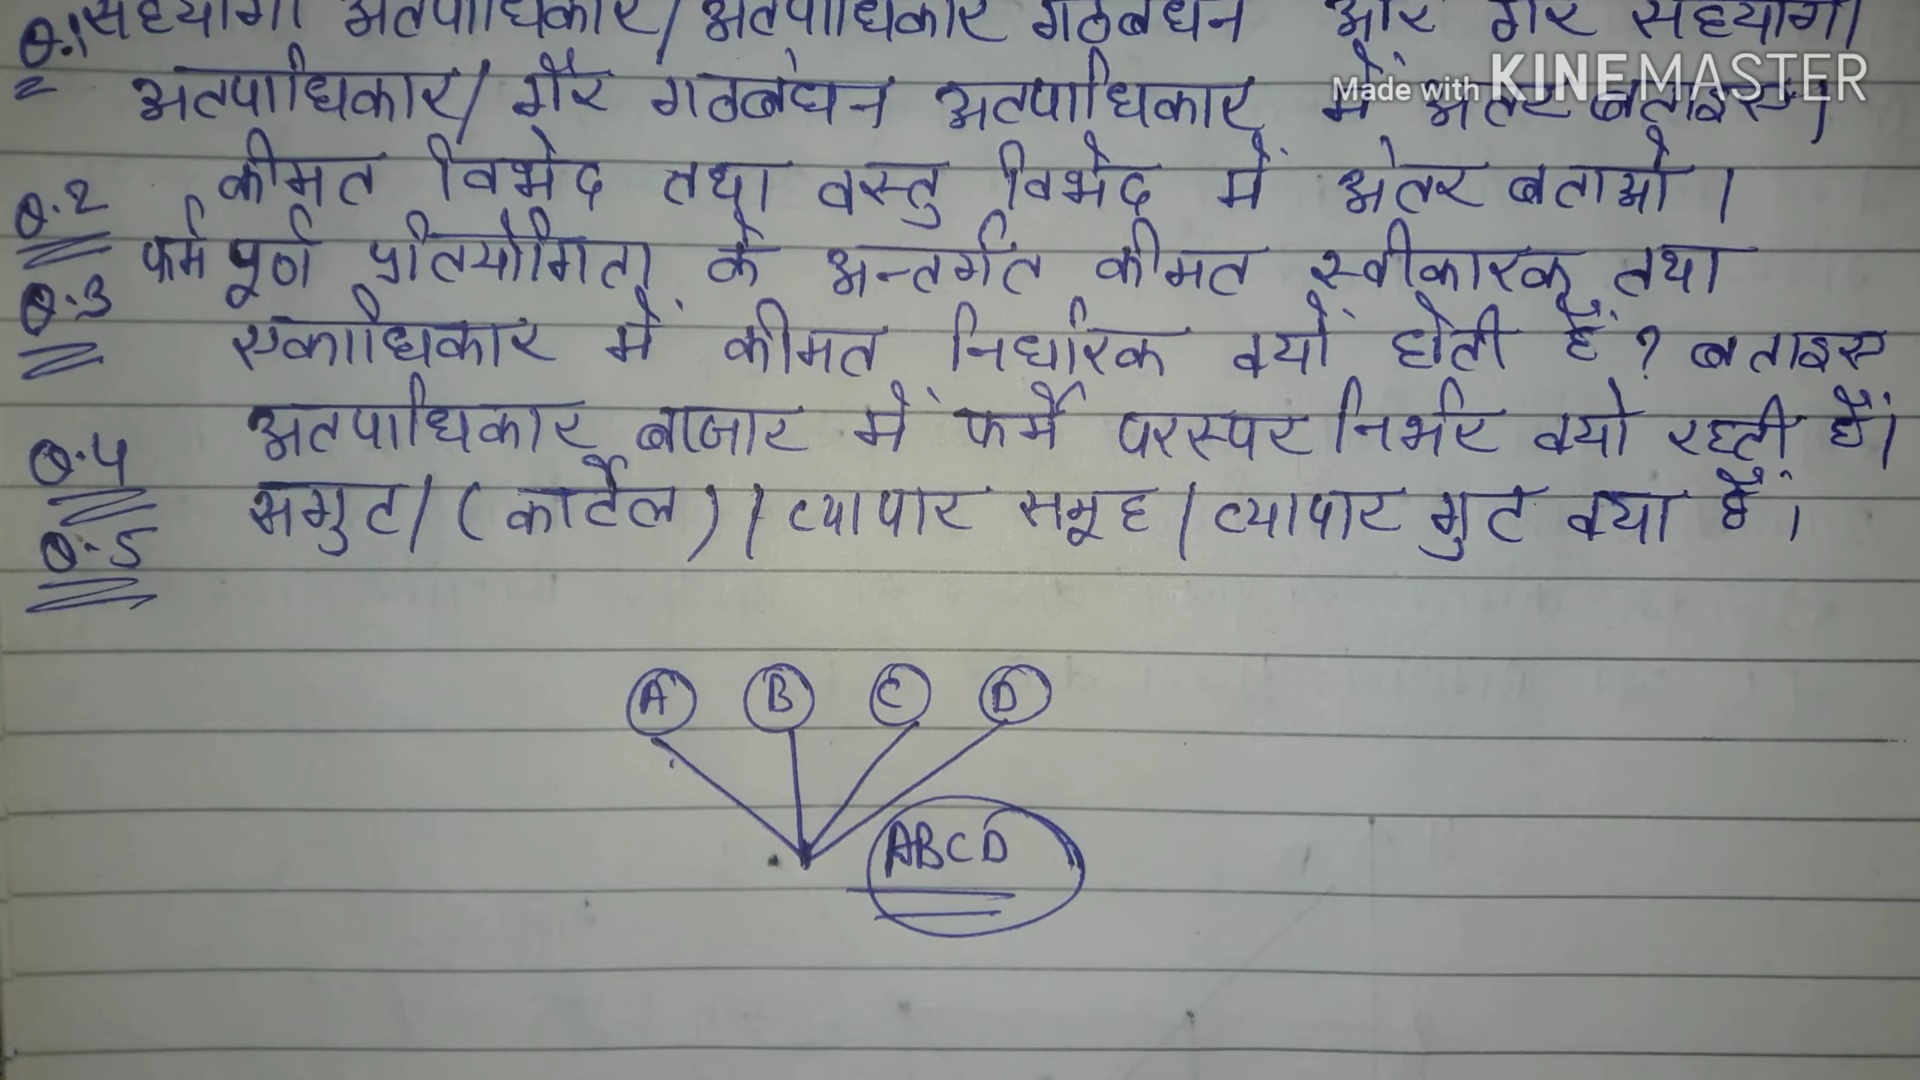 Q.1 सहयोगी अल्पाधिकार/अल्पाधिकार गठबंधन और गैर सहयोगी
अल्पाधिकार/गैर गठबंधन अल्पाधिकार में अंतर बताइए।
Made with KINEMASTER
Q.2 कीमत विभेद तथा वस्तु विभेद में अंतर बताओ।
Q.3 फर्म पूर्ण प्रतियोगिता के अन्तर्गत कीमत स्वीकारक तथा
एकाधिकार में कीमत निर्धारक क्यों होती है? बताइए
Q.4 अल्पाधिकार बाजार में फर्में परस्पर निर्भर क्यो रहती हैं।
Q.5 समुट/(कार्टेल)/व्यापार समूह/व्यापार गुट क्या है।
A B C D
ABCD